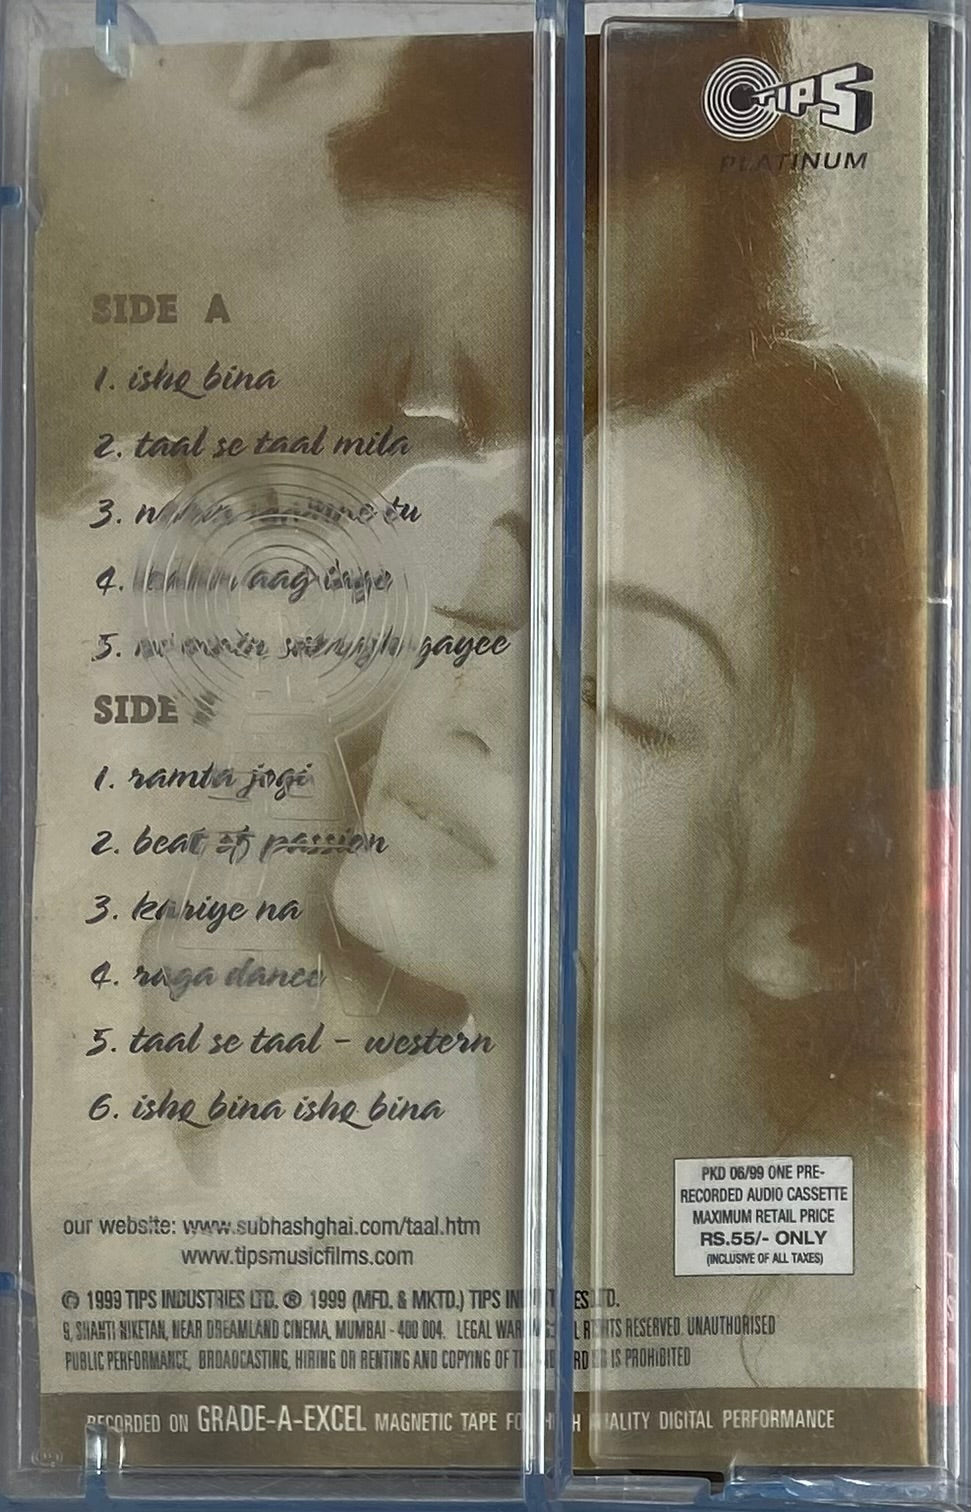 TIPS
PLATINUM
SIDE A
1. ishq bina
2. taal se taal mila
3. tu
4. aag
5. gayee
SIDE
1. ramta jogi
2. beat of passion
3. kariye na
4. raga dance
5. taal se taal - western
6. ishq bina ishq bina
PKD 06/99 ONE PRE-
RECORDED AUDIO CASSETTE
MAXIMUM RETAIL PRICE
RS.55/- ONLY
(INCLUSIVE OF ALL TAXES)
our website: www.subhashghai.com/taal.htm
www.tipsmusicfilms.com
© 1999 TIPS INDUSTRIES LTD. ® 1999 (MFD. & MKTD.) TIPS INDUSTRIES LTD.
9, SHANTI NIKETAN, NEAR DREAMLAND CINEMA, MUMBAI - 400 004. LEGAL WARNING: ALL RIGHTS RESERVED. UNAUTHORISED
PUBLIC PERFORMANCE, BROADCASTING, HIRING OR RENTING AND COPYING OF THIS RECORDING IS PROHIBITED
RECORDED ON GRADE-A-EXCEL MAGNETIC TAPE FOR HIGH QUALITY DIGITAL PERFORMANCE